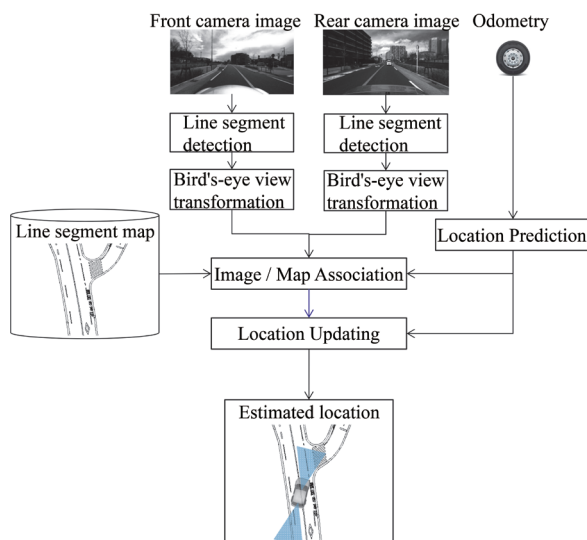 Front camera image
Rear camera image
Odometry
Line segment
detection
Line segment
detection
Bird's-eye view
transformation
Bird's-eye view
transformation
Line segment map
Location Prediction
Image / Map Association
Location Updating
Estimated location